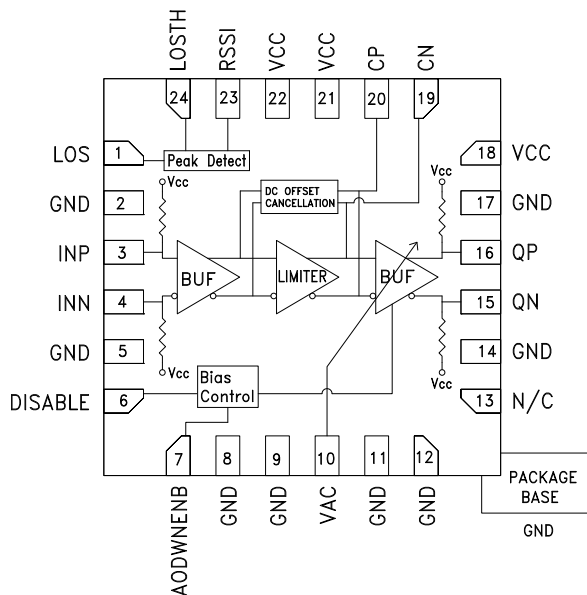 LOSTH
RSSI
VCC
VCC
CP
CN
24
23
22
21
20
19
LOS
1
Peak Detect
18
VCC
Vcc
DC OFFSET
CANCELLATION
Vcc
GND
2
17
GND
INP
3
16
QP
BUF
LIMITER
BUF
INN
4
15
QN
GND
5
14
GND
Vcc
Vcc
DISABLE
6
Bias
Control
13
N/C
7
8
9
10
11
12
AODWNENB
GND
GND
VAC
GND
GND
PACKAGE
BASE
GND